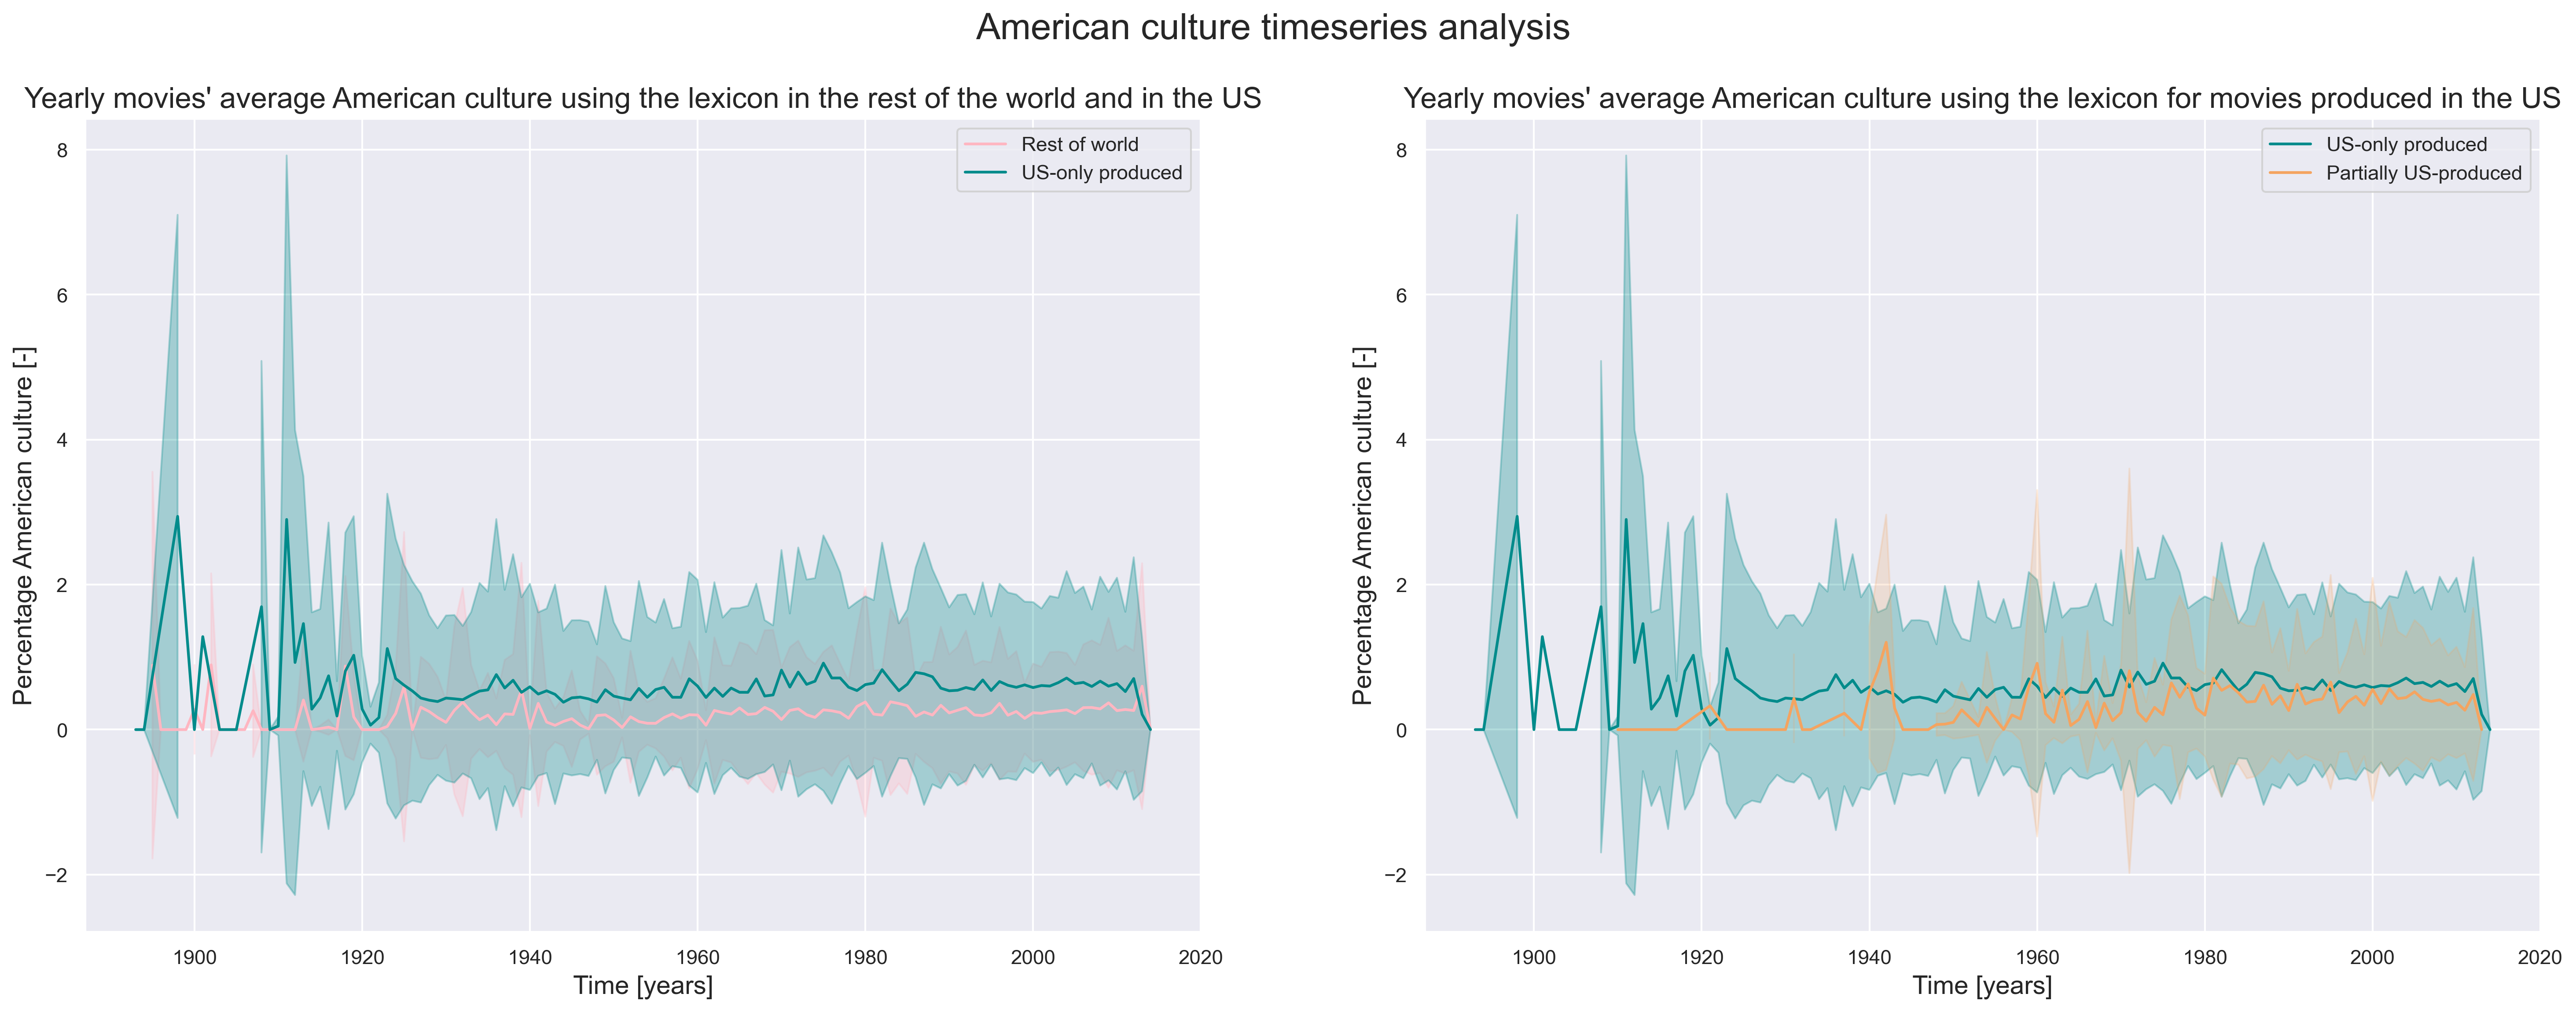 American culture timeseries analysis
Yearly movies' average American culture using the lexicon in the rest of the world and in the US
Rest of world
US-only produced
8
6
4
2
0
−2
Percentage American culture [-]
1900
1920
1940
1960
1980
2000
2020
Time [years]
Yearly movies' average American culture using the lexicon for movies produced in the US
US-only produced
Partially US-produced
8
6
4
2
0
−2
Percentage American culture [-]
1900
1920
1940
1960
1980
2000
2020
Time [years]